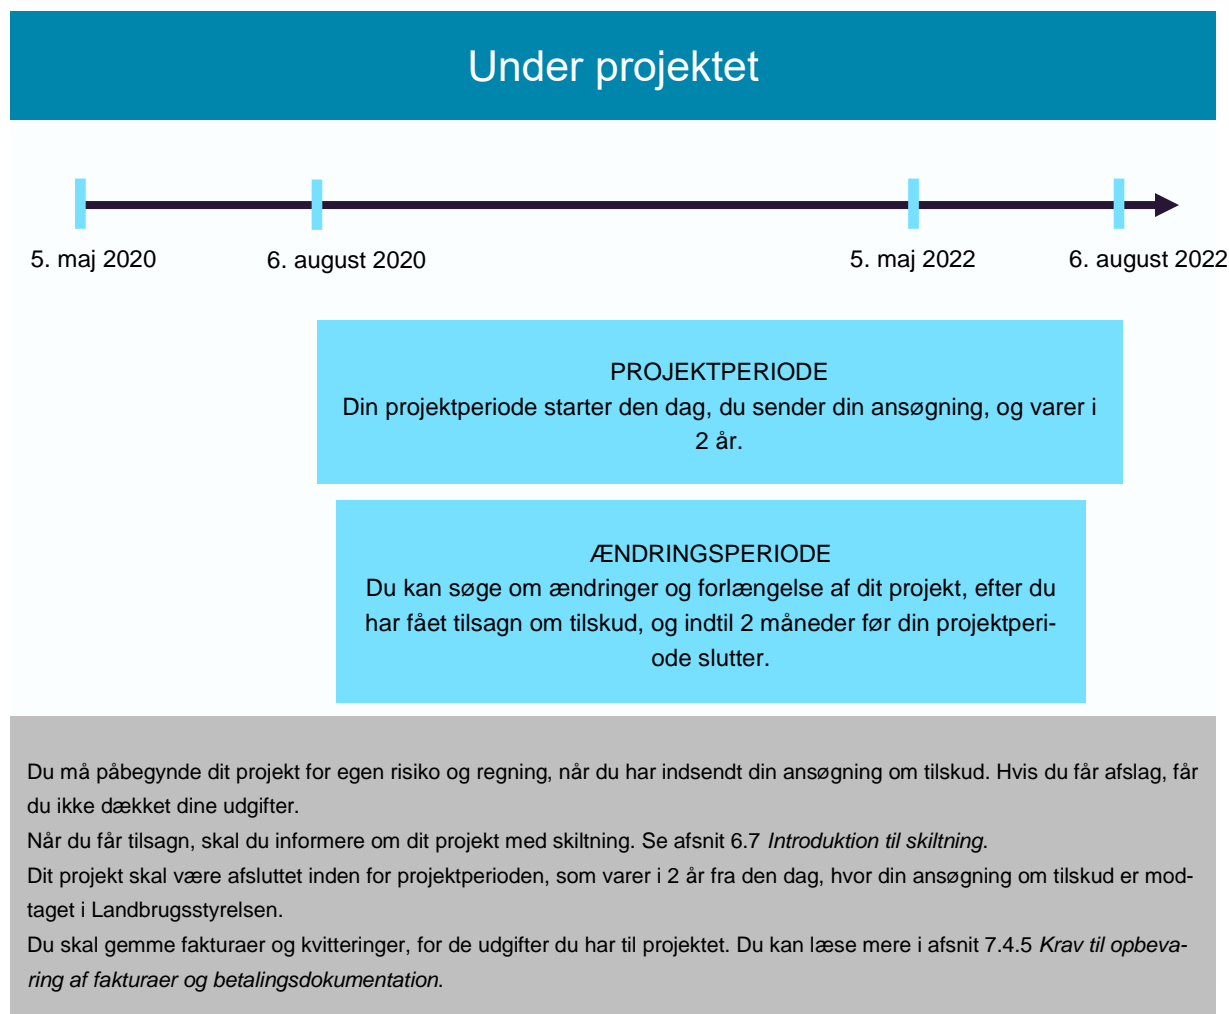 Under projektet
5. maj 2020
6. august 2020
5. maj 2022
6. august 2022
PROJEKTPERIODE
Din projektperiode starter den dag, du sender din ansøgning, og varer i
2 år.
ÆNDRINGSPERIODE
Du kan søge om ændringer og forlængelse af dit projekt, efter du
har fået tilsagn om tilskud, og indtil 2 måneder før din projektperi-
ode slutter.
Du må påbegynde dit projekt for egen risiko og regning, når du har indsendt din ansøgning om tilskud. Hvis du får afslag, får
du ikke dækket dine udgifter.
Når du får tilsagn, skal du informere om dit projekt med skiltning. Se afsnit 6.7 Introduktion til skiltning.
Dit projekt skal være afsluttet inden for projektperioden, som varer i 2 år fra den dag, hvor din ansøgning om tilskud er mod-
taget i Landbrugsstyrelsen.
Du skal gemme fakturaer og kvitteringer, for de udgifter du har til projektet. Du kan læse mere i afsnit 7.4.5 Krav til opbeva-
ring af fakturaer og betalingsdokumentation.